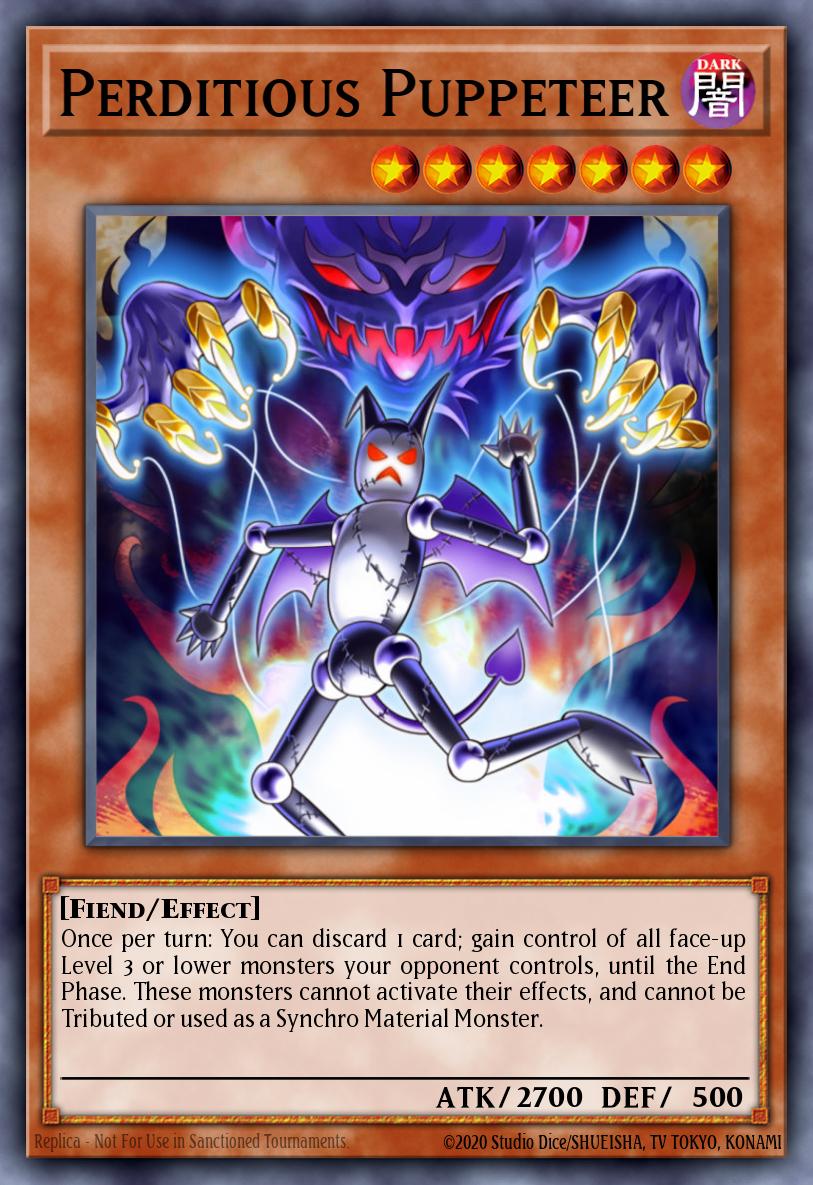 Perditious Puppeteer
DARK
闇
[Fiend/Effect]
Once per turn: You can discard 1 card; gain control of all face-up
Level 3 or lower monsters your opponent controls, until the End
Phase. These monsters cannot activate their effects, and cannot be
Tributed or used as a Synchro Material Monster.
ATK/2700 DEF/ 500
Replica - Not For Use in Sanctioned Tournaments.
©2020 Studio Dice/SHUEISHA, TV TOKYO, KONAMI